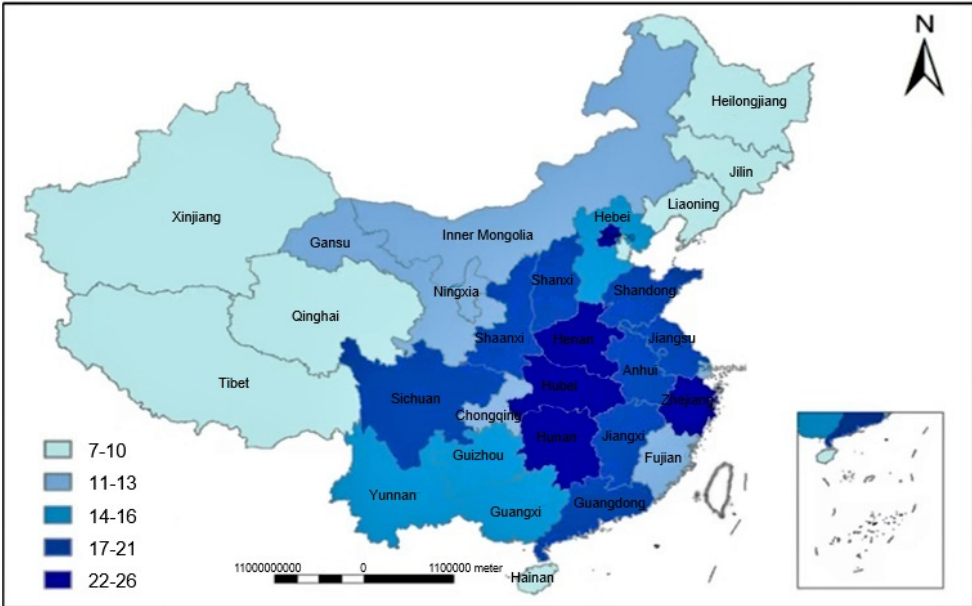 N
Heilongjiang
Jilin
Liaoning
Xinjiang
Hebei
Inner Mongolia
Gansu
Shanxi
Ningxia
Shandong
Qinghai
Shaanxi
Henan
Jiangsu
Anhui
Shanghai
Tibet
Hubei
Sichuan
Zhejiang
Chongqing
Hunan
Jiangxi
Guizhou
Fujian
Yunnan
Guangxi
Guangdong
Hainan
7-10
11-13
14-16
17-21
22-26
11000000000 0 1100000 meter